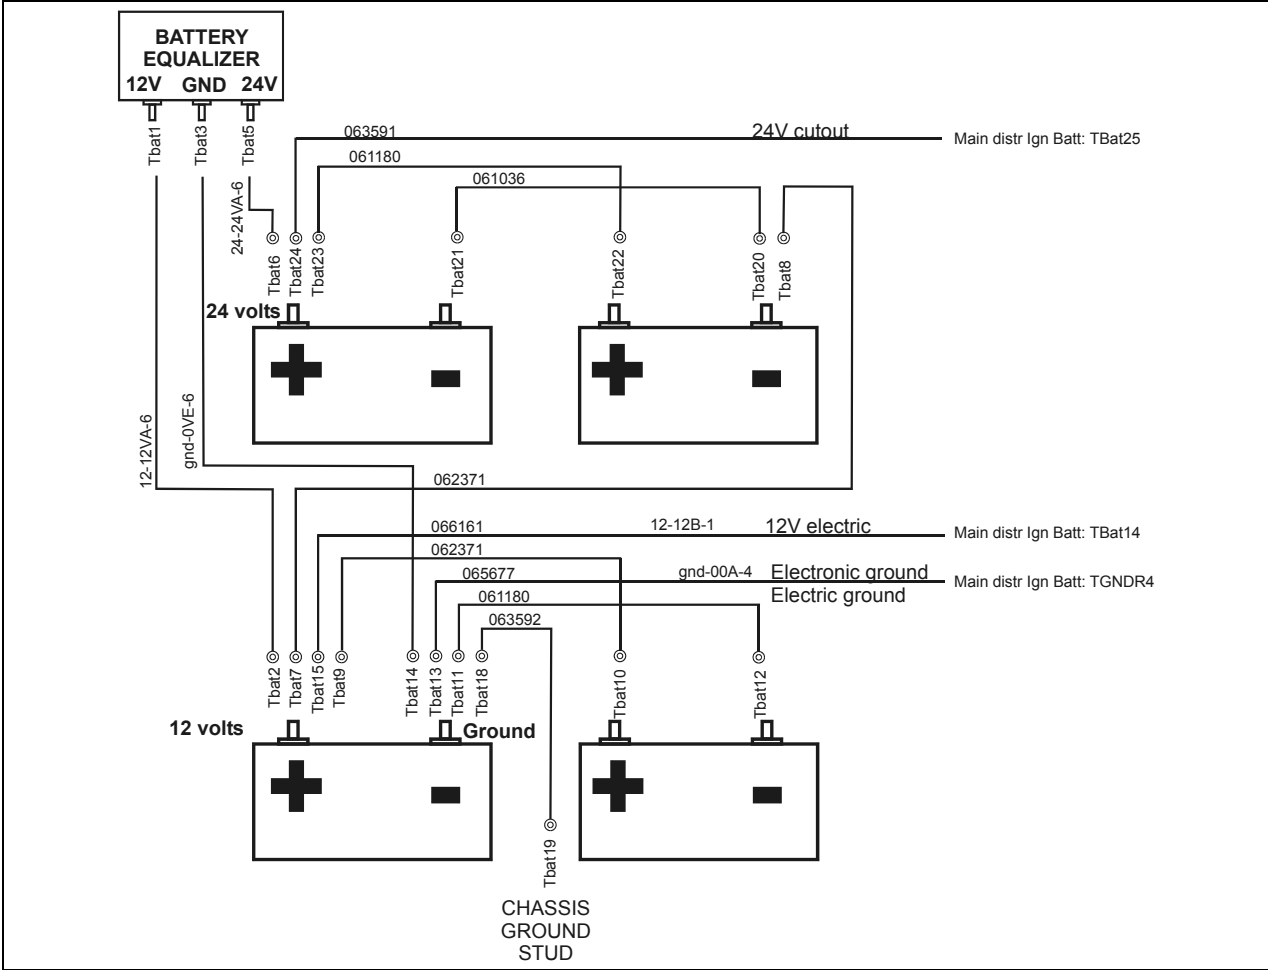 BATTERY
EQUALIZER
12V GND 24V
Tbat1
Tbat3
Tbat5
063591
24V cutout
Main distr Ign Batt: TBat25
061180
061036
24-24VA-6
Tbat6
Tbat24
Tbat23
Tbat21
Tbat22
Tbat20
Tbat8
24 volts
12-12VA-6
gnd-0VE-6
062371
066161
12-12B-1
12V electric
Main distr Ign Batt: TBat14
062371
065677
gnd-00A-4
Electronic ground
Main distr Ign Batt: TGNDR4
061180
Electric ground
063592
Tbat2
Tbat7
Tbat15
Tbat9
Tbat14
Tbat13
Tbat11
Tbat18
Tbat10
Tbat12
12 volts
Ground
Tbat19
CHASSIS
GROUND
STUD